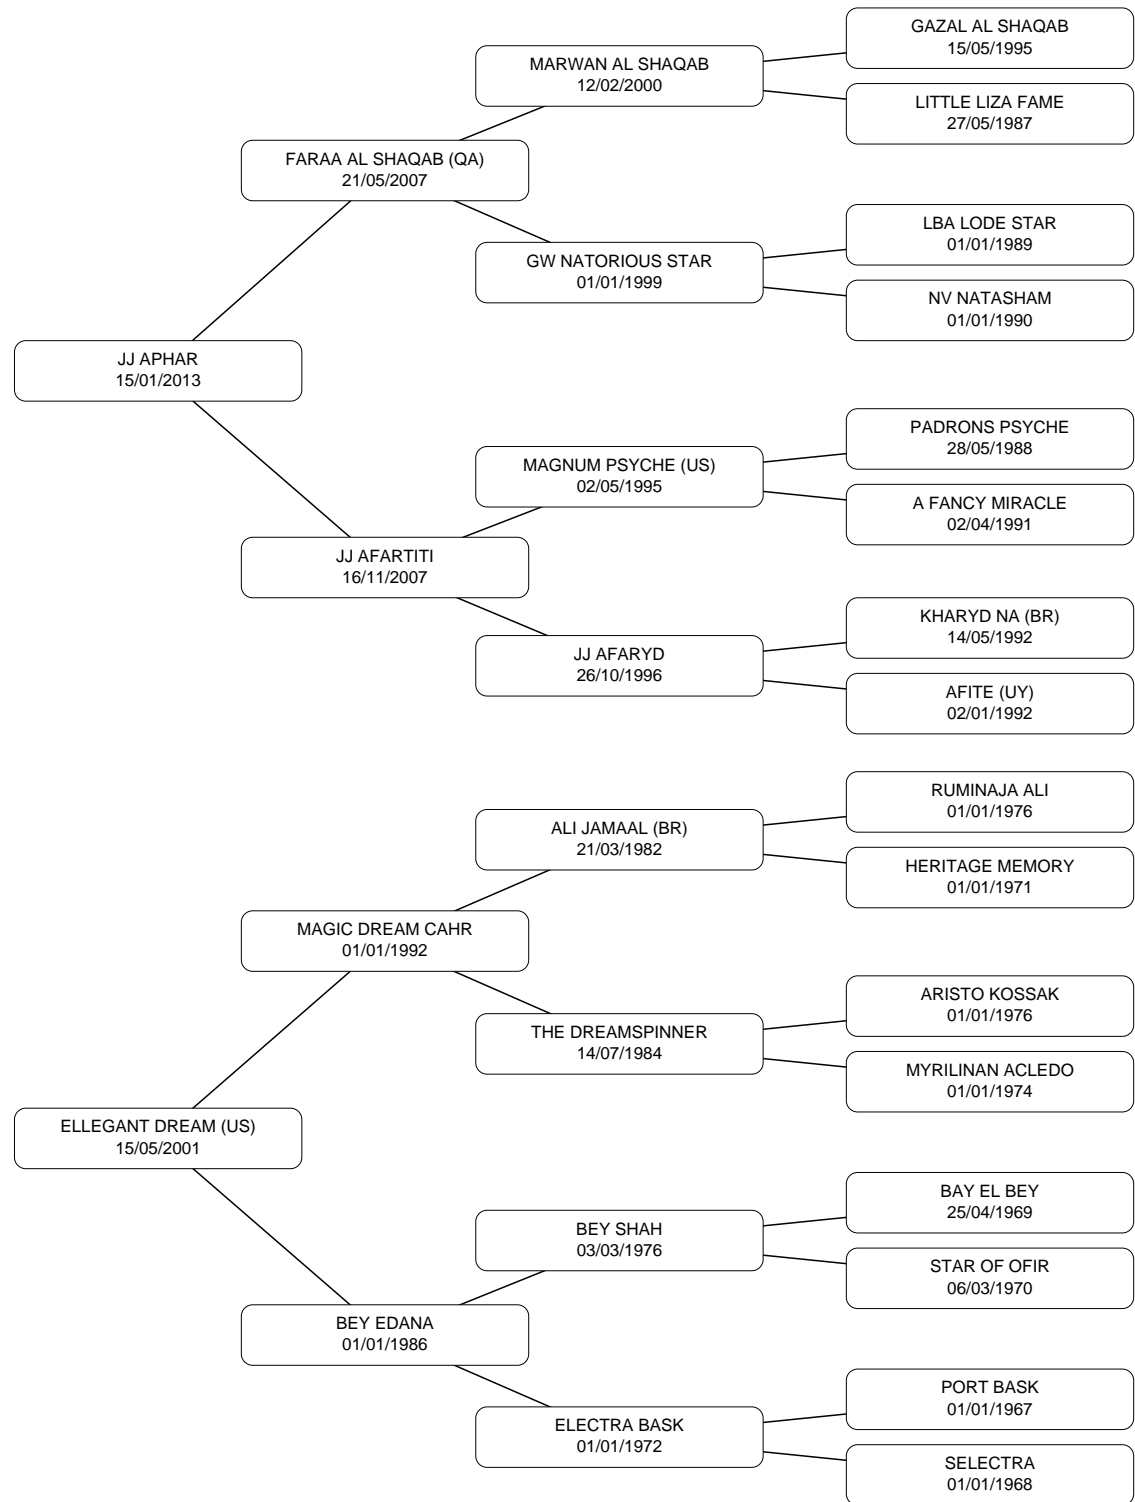 GAZAL AL SHAQAB
15/05/1995
MARWAN AL SHAQAB
12/02/2000
LITTLE LIZA FAME
27/05/1987
FARAA AL SHAQAB (QA)
21/05/2007
LBA LODE STAR
01/01/1989
GW NATORIOUS STAR
01/01/1999
NV NATASHAM
01/01/1990
JJ APHAR
15/01/2013
PADRONS PSYCHE
28/05/1988
MAGNUM PSYCHE (US)
02/05/1995
A FANCY MIRACLE
02/04/1991
JJ AFARTITI
16/11/2007
KHARYD NA (BR)
14/05/1992
JJ AFARYD
26/10/1996
AFITE (UY)
02/01/1992
RUMINAJA ALI
01/01/1976
ALI JAMAAL (BR)
21/03/1982
HERITAGE MEMORY
01/01/1971
MAGIC DREAM CAHR
01/01/1992
ARISTO KOSSAK
01/01/1976
THE DREAMSPINNER
14/07/1984
MYRILINAN ACLEDO
01/01/1974
ELLEGANT DREAM (US)
15/05/2001
BAY EL BEY
25/04/1969
BEY SHAH
03/03/1976
STAR OF OFIR
06/03/1970
BEY EDANA
01/01/1986
PORT BASK
01/01/1967
ELECTRA BASK
01/01/1972
SELECTRA
01/01/1968